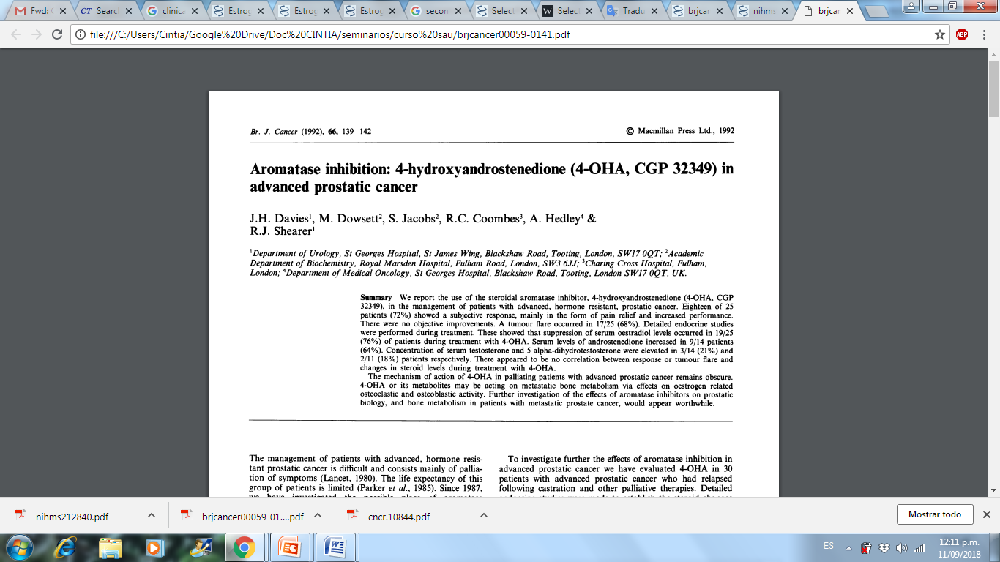 Fwd:
CT Searc
clinica
Estrog
Estrog
Estrog
secon
Select
W Select
Tradu
brjcar
nihms
brjcar
file:///C:/Users/Cintia/Google%20Drive/Doc%20CINTIA/seminarios/curso%20sau/brjcancer00059-0141.pdf
ABP
Br. J. Cancer (1992), 66, 139–142
© Macmillan Press Ltd., 1992
Aromatase inhibition: 4-hydroxyandrostenedione (4-OHA, CGP 32349) in
advanced prostatic cancer
J.H. Davies¹, M. Dowsett², S. Jacobs², R.C. Coombes³, A. Hedley⁴ &
R.J. Shearer¹
¹Department of Urology, St Georges Hospital, St James Wing, Blackshaw Road, Tooting, London, SW17 0QT; ²Academic
Department of Biochemistry, Royal Marsden Hospital, Fulham Road, London, SW3 6JJ; ³Charing Cross Hospital, Fulham,
London; ⁴Department of Medical Oncology, St Georges Hospital, Blackshaw Road, Tooting, London SW17 0QT, UK.
Summary We report the use of the steroidal aromatase inhibitor, 4-hydroxyandrostenedione (4-OHA, CGP
32349), in the management of patients with advanced, hormone resistant, prostatic cancer. Eighteen of 25
patients (72%) showed a subjective response, mainly in the form of pain relief and increased performance.
There were no objective improvements. A tumour flare occurred in 17/25 (68%). Detailed endocrine studies
were performed during treatment. These showed that suppression of serum oestradiol levels occurred in 19/25
(76%) of patients during treatment with 4-OHA. Serum levels of androstenedione increased in 9/14 patients
(64%). Concentration of serum testosterone and 5 alpha-dihydrotestosterone were elevated in 3/14 (21%) and
2/11 (18%) patients respectively. There appeared to be no correlation between response or tumour flare and
changes in steroid levels during treatment with 4-OHA.
The mechanism of action of 4-OHA in palliating patients with advanced prostatic cancer remains obscure.
4-OHA or its metabolites may be acting on metastatic bone metabolism via effects on oestrogen related
osteoclastic and osteoblastic activity. Further investigation of the effects of aromatase inhibitors on prostatic
biology, and bone metabolism in patients with metastatic prostate cancer, would appear worthwhile.
The management of patients with advanced, hormone resis-
tant prostatic cancer is difficult and consists mainly of pallia-
tion of symptoms (Lancet, 1980). The life expectancy of this
group of patients is limited (Parker et al., 1985). Since 1987,
To investigate further the effects of aromatase inhibition in
advanced prostatic cancer we have evaluated 4-OHA in 30
patients with advanced prostatic cancer who had relapsed
following castration and other palliative therapies. Detailed
nihms212840.pdf
brjcancer00059-01....pdf
cncr.10844.pdf
Mostrar todo
ES
12:11 p.m.
11/09/2018